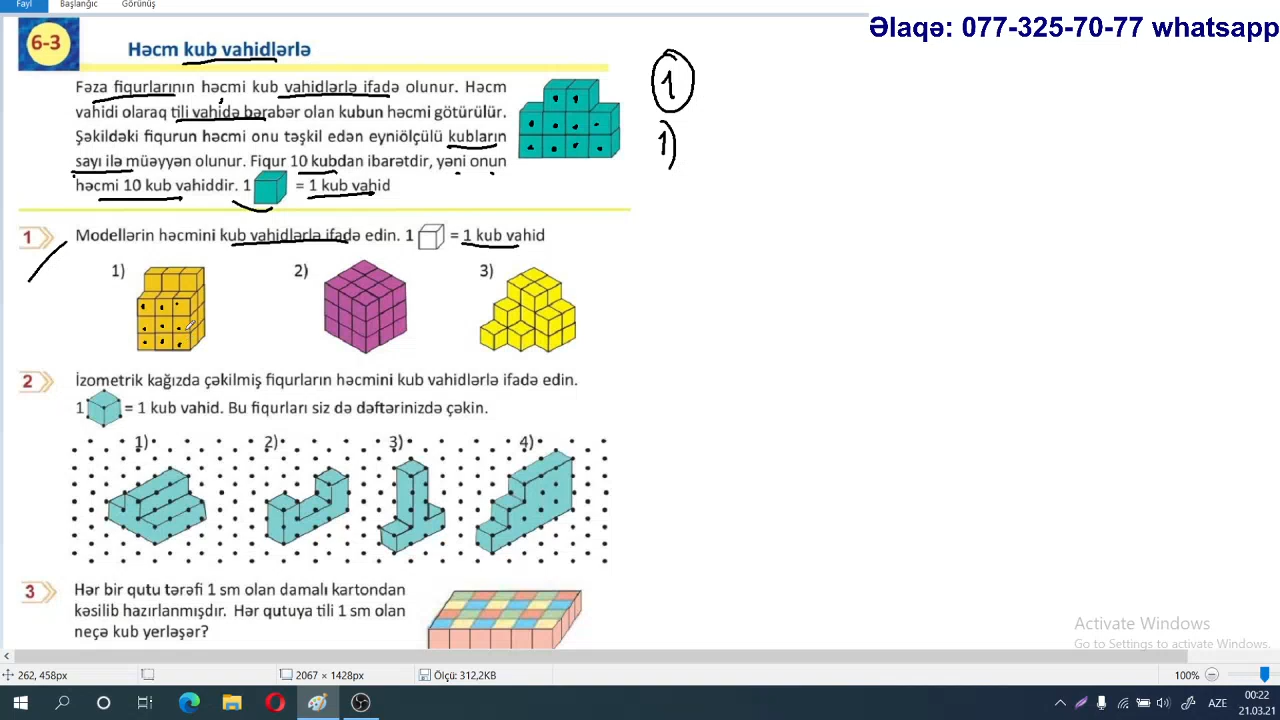 Fayl Başlanğıc Görünüş
Əlaqə: 077-325-70-77 whatsapp
6-3 Həcm kub vahidlərlə
Fəza fiqurlarının həcmi kub vahidlərlə ifadə olunur. Həcm
vahidi olaraq tili vahidə bərabər olan kubun həcmi götürülür.
Şəkildəki fiqurun həcmi onu təşkil edən eyniölçülü kubların
sayı ilə müəyyən olunur. Fiqur 10 kubdan ibarətdir, yəni onun
həcmi 10 kub vahiddir. 1 = 1 kub vahid
1
1)
1 Modellərin həcmini kub vahidlərlə ifadə edin. 1 = 1 kub vahid
1) 2) 3)
2 İzometrik kağızda çəkilmiş fiqurların həcmini kub vahidlərlə ifadə edin.
1 = 1 kub vahid. Bu fiqurları siz də dəftərinizdə çəkin.
1) 2) 3) 4)
3 Hər bir qutu tərəfi 1 sm olan damalı kartondan
kəsilib hazırlanmışdır. Hər qutuya tili 1 sm olan
neçə kub yerləşər?
Activate Windows
Go to Settings to activate Windows.
262, 458px 2067 × 1428px Ölçü: 312,2KB 100%
AZE 00:22
21.03.21